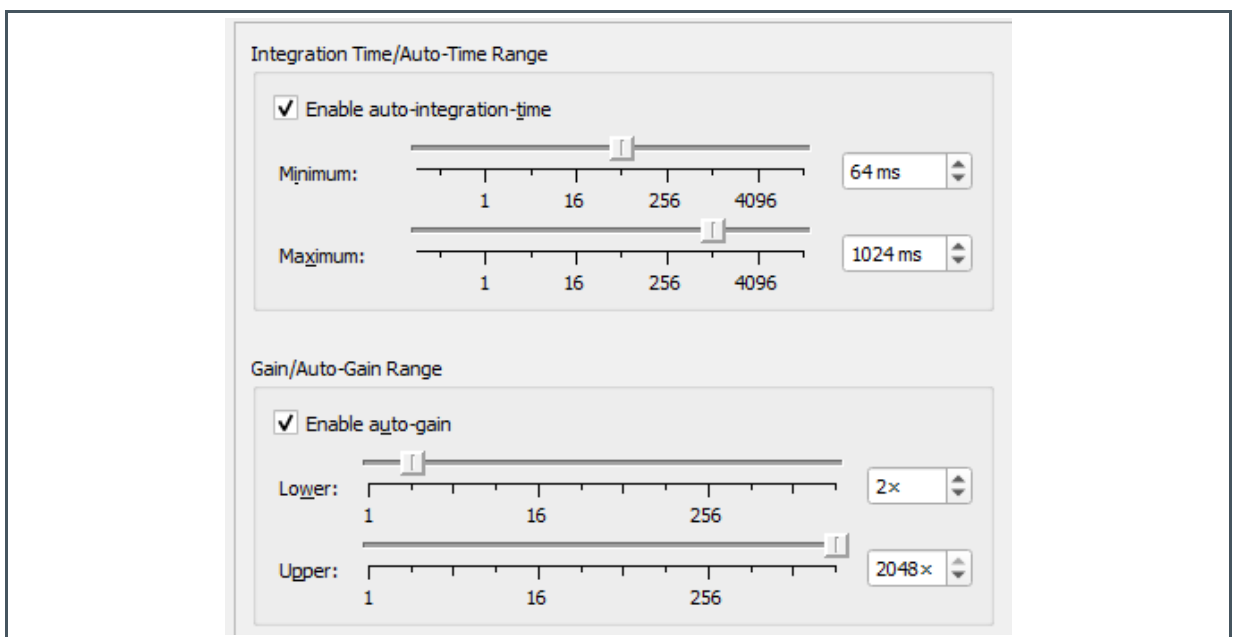 Integration Time/Auto-Time Range
Enable auto-integration-time
Minimum:
64 ms
1 16 256 4096
Maximum:
1024 ms
1 16 256 4096
Gain/Auto-Gain Range
Enable auto-gain
Lower:
2×
1 16 256
Upper:
2048×
1 16 256